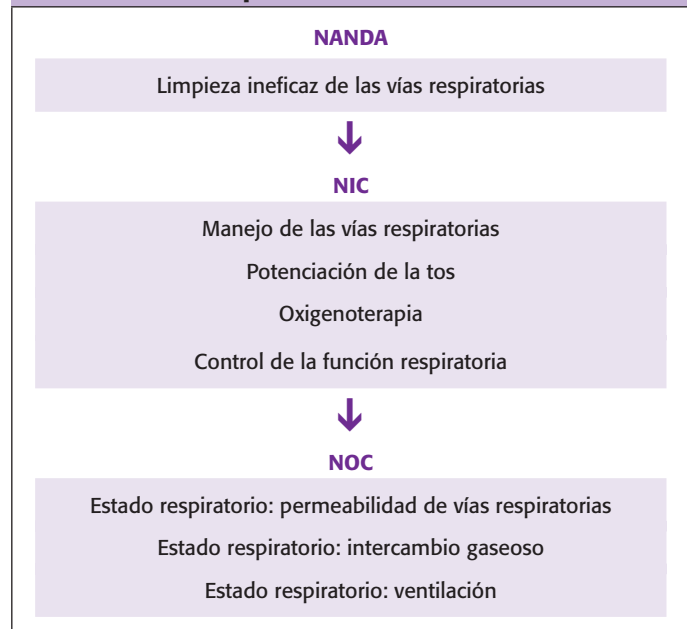 NANDA
Limpieza ineficaz de las vías respiratorias
NIC
Manejo de las vías respiratorias
Potenciación de la tos
Oxigenoterapia
Control de la función respiratoria
NOC
Estado respiratorio: permeabilidad de vías respiratorias
Estado respiratorio: intercambio gaseoso
Estado respiratorio: ventilación